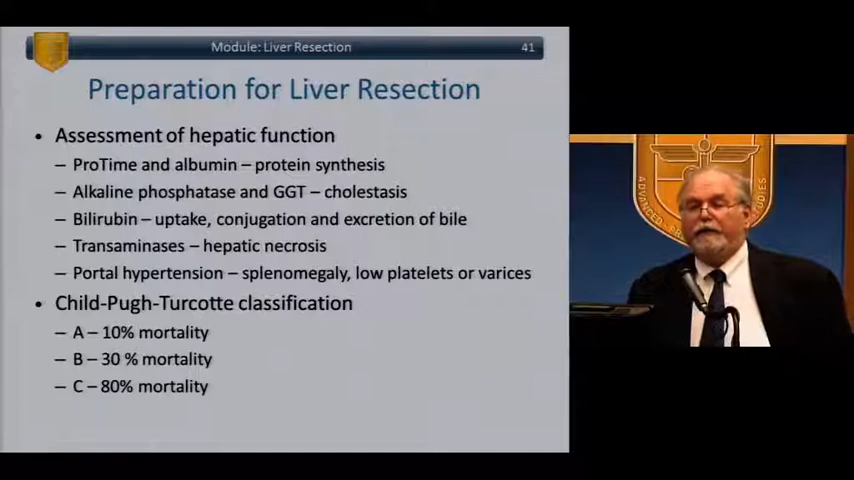 Module: Liver Resection
41
Preparation for Liver Resection
• Assessment of hepatic function
– ProTime and albumin – protein synthesis
– Alkaline phosphatase and GGT – cholestasis
– Bilirubin – uptake, conjugation and excretion of bile
– Transaminases – hepatic necrosis
– Portal hypertension – splenomegaly, low platelets or varices
• Child-Pugh-Turcotte classification
– A – 10% mortality
– B – 30 % mortality
– C – 80% mortality